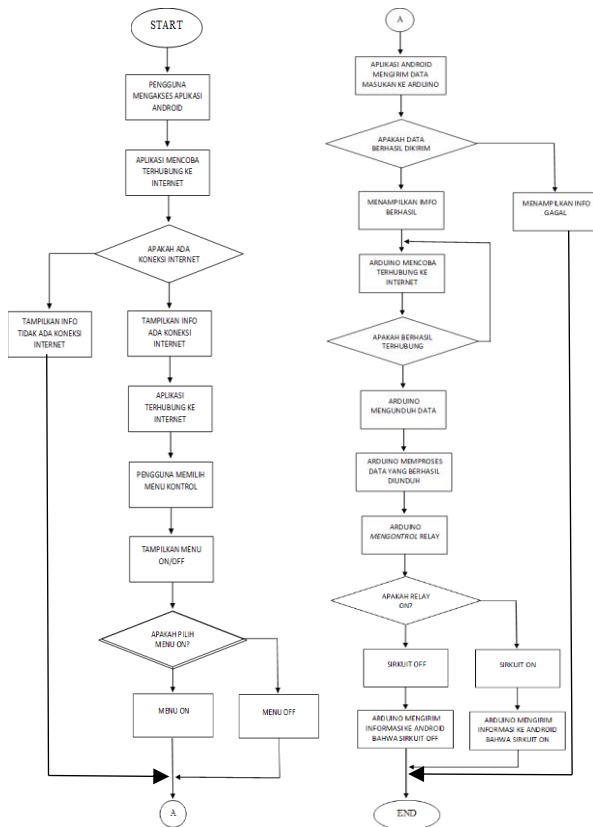 START
PENGGUNA
MENGAKSES APLIKASI
ANDROID
APLIKASI MENCOBA
TERHUBUNG KE
INTERNET
APAKAH ADA
KONEKSI INTERNET
TAMPILKAN INFO
TIDAK ADA KONEKSI
INTERNET
TAMPILKAN INFO
ADA KONEKSI
INTERNET
APLIKASI
TERHUBUNG KE
INTERNET
PENGGUNA MEMILIH
MENU KONTROL
TAMPILKAN MENU
ON/OFF
APAKAH PILIH
MENU ON?
MENU ON
MENU OFF
A
A
APLIKASI ANDROID
MENGIRIM DATA
MASUKAN KE ARDUINO
APAKAH DATA
BERHASIL DIKIRIM
MENAMPILKAN IMFO
BERHASIL
MENAMPILKAN INFO
GAGAL
ARDUINO MENCOBA
TERHUBUNG KE
INTERNET
APAKAH BERHASIL
TERHUBUNG
ARDUINO
MENGUNDUH DATA
ARDUINO MEMPROSES
DATA YANG BERHASIL
DIUNDUH
ARDUINO
MENGONTROL RELAY
APAKAH RELAY
ON?
SIRKUIT OFF
SIRKUIT ON
ARDUINO MENGIRIM
INFORMASI KE ANDROID
BAHWA SIRKUIT OFF
ARDUINO MENGIRIM
INFORMASI KE ANDROID
BAHWA SIRKUIT ON
END